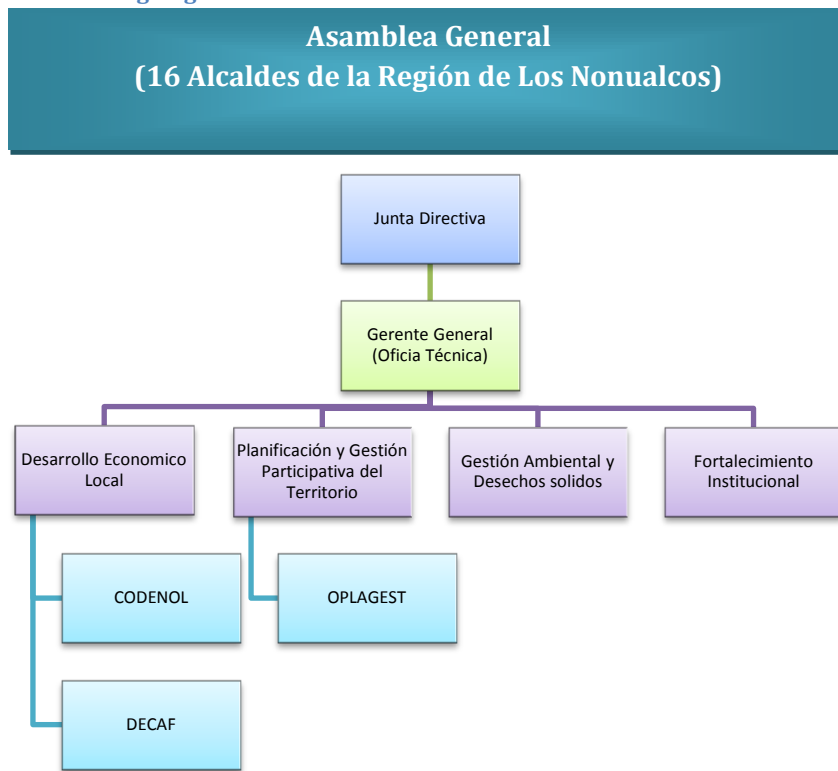 Asamblea General
(16 Alcaldes de la Región de Los Nonualcos)
Junta Directiva
Gerente General
(Oficia Técnica)
Desarrollo Economico
Local
Planificación y Gestión
Participativa del
Territorio
Gestión Ambiental y
Desechos solidos
Fortalecimiento
Institucional
CODENOL
OPLAGEST
DECAF